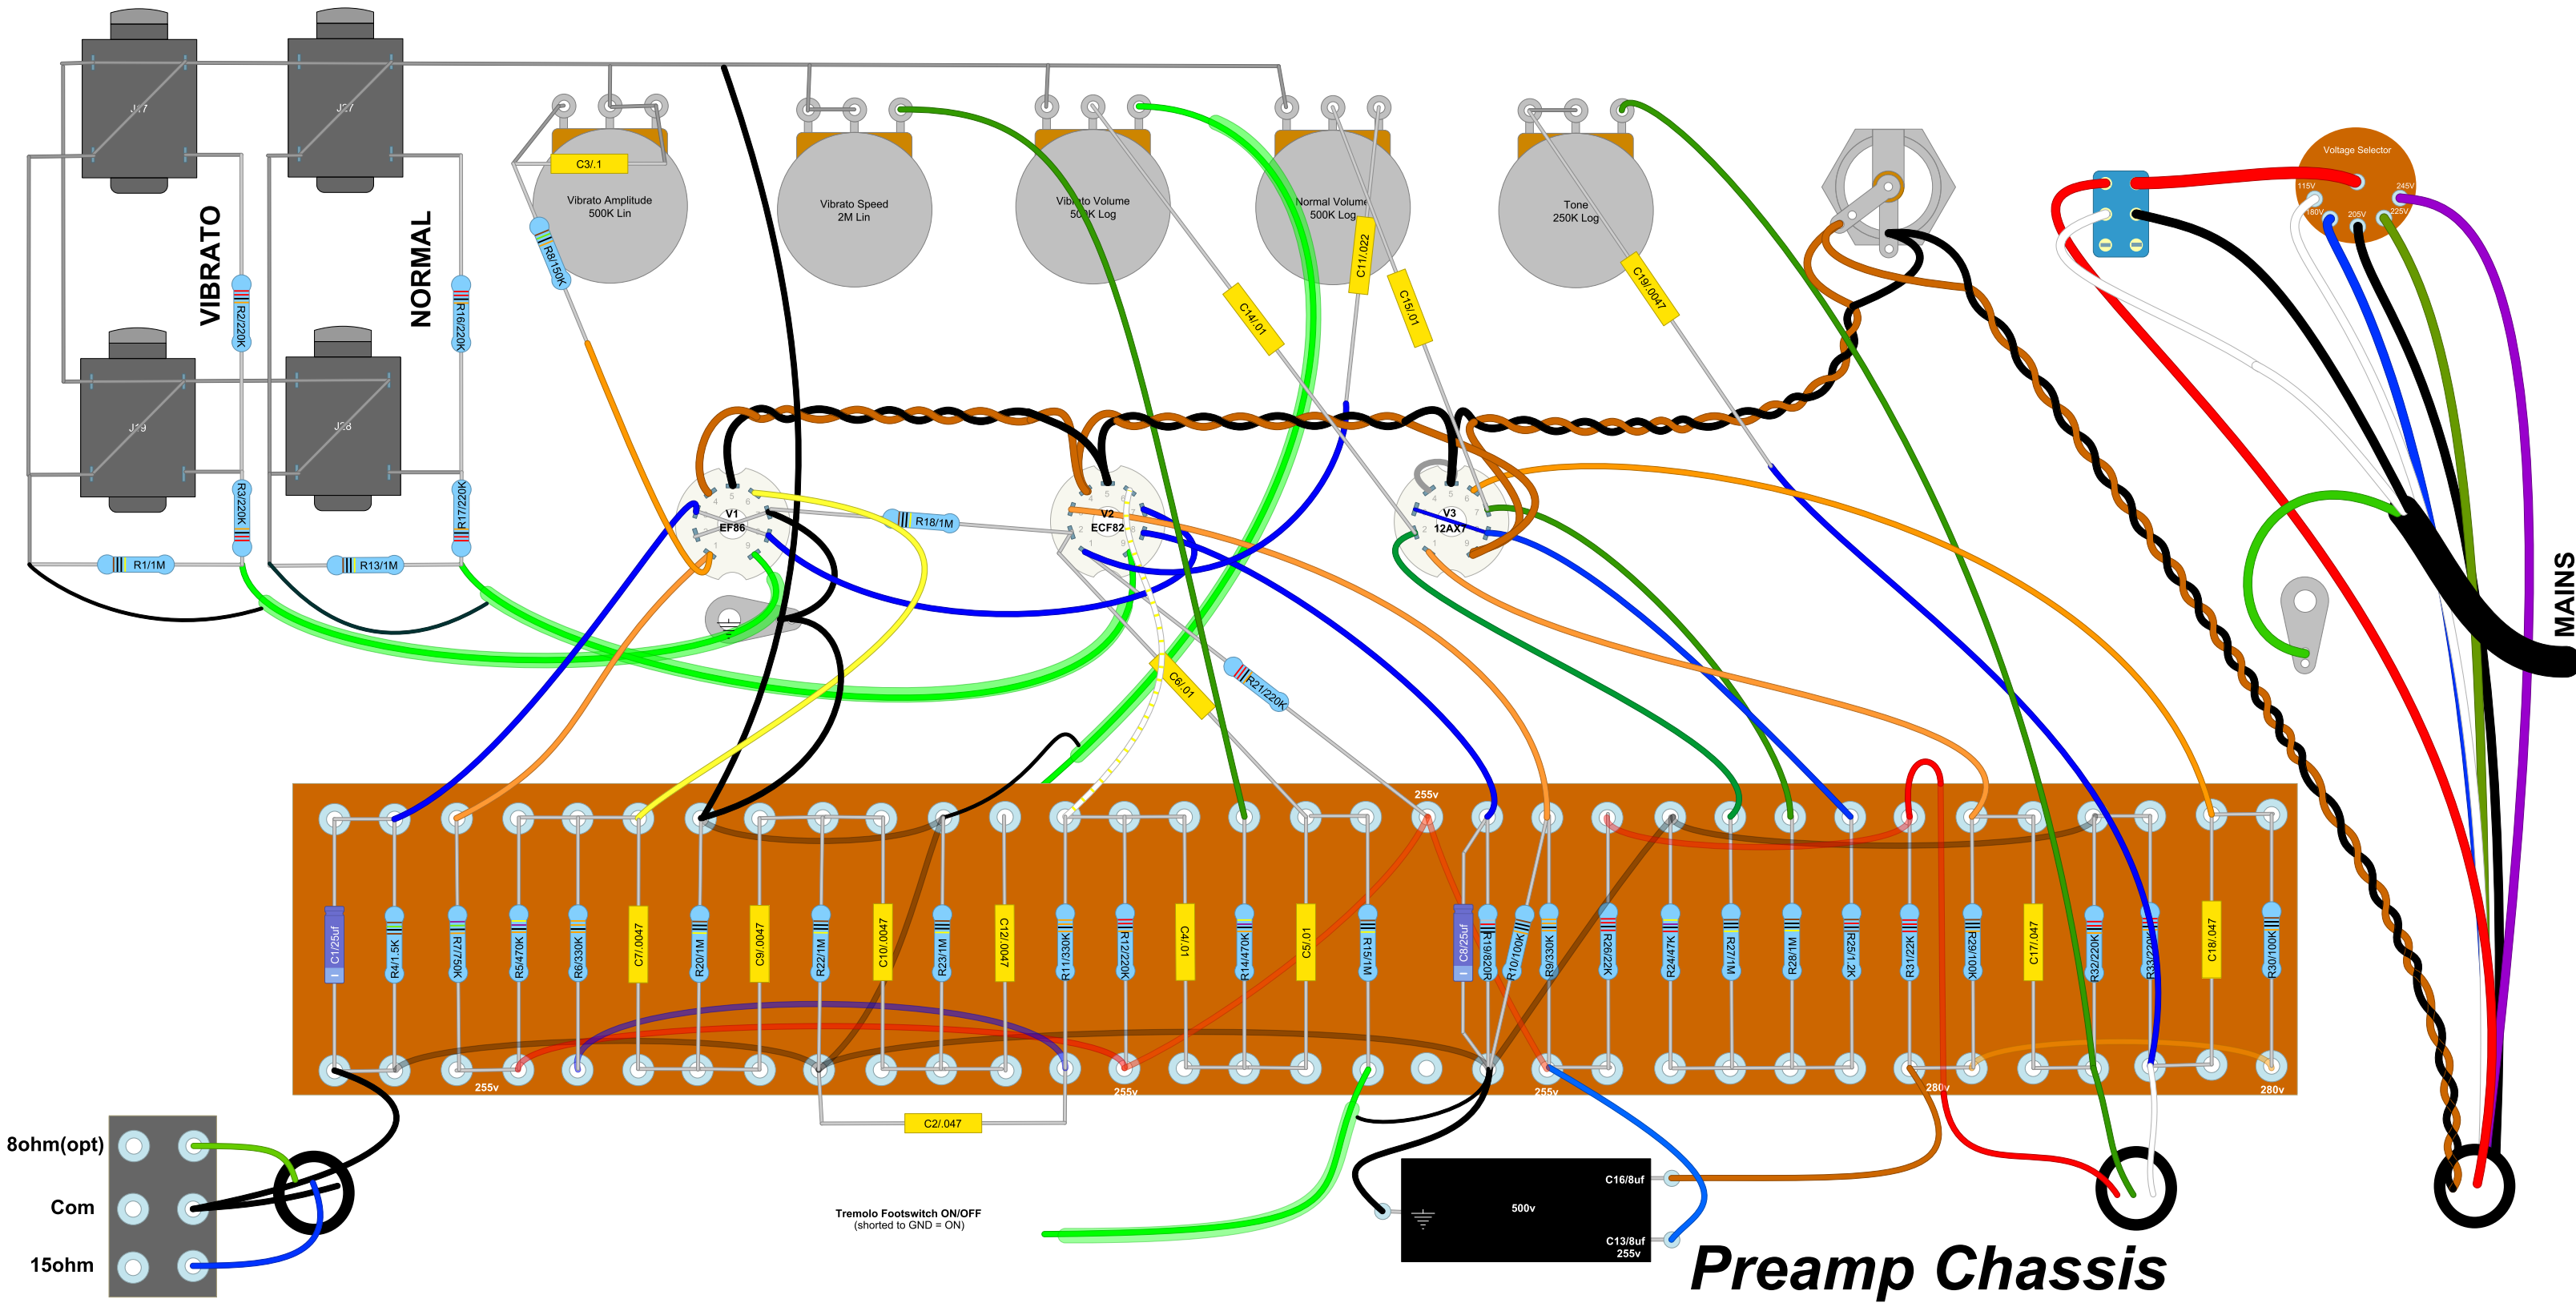 J27
J28
VIBRATO
NORMAL
R2/220K
R16/220K
R3/220K
R17/220K
R1/1M
R13/1M
C3/.1
R8/150K
Vibrato Amplitude
500K Lin
Vibrato Speed
2M Lin
Vibrato Volume
500K Log
Normal Volume
500K Log
Tone
250K Log
C14/.01
C11/.022
C15/.01
C19/.0047
Voltage Selector
115V
180V
205V
225V
245V
MAINS
V1
EF86
R18/1M
V2
ECF82
V3
12AX7
C6/.01
R21/220K
255v
C1/25uf
R4/1.5K
R5/470K
R6/330K
C7/.0047
R20/1M
C9/.0047
R22/1M
C10/.0047
R23/1M
C12/.0047
R11/330K
R12/220K
C4/.01
R14/470K
C5/.01
R15/1M
C8/25uf
R10/100K
R9/330K
R26/22K
R24/47K
R27/1M
R28/1M
R25/1.2K
R31/22K
R29/100K
C17/.047
R32/220K
R33/220K
C18/.047
R30/100K
255v
255v
255v
280v
280v
C2/.047
8ohm(opt)
Com
15ohm
Tremolo Footswitch ON/OFF
(shorted to GND = ON)
C16/8uf
500v
C13/8uf
255v
Preamp Chassis